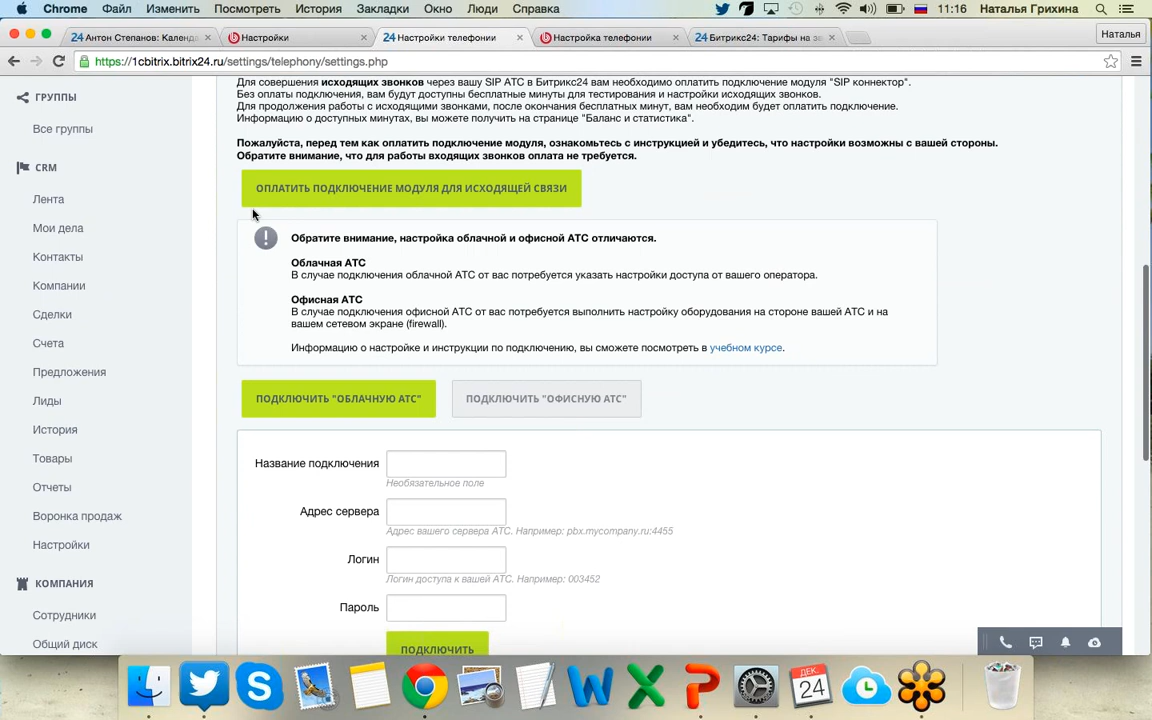 Chrome Файл Изменить Посмотреть История Закладки Окно Люди Справка 11:16 Наталья Грихина
24 Антон Степанов: Календа
Настройки
24 Настройки телефонии
Настройка телефонии
24 Битрикс24: Тарифы на
Наталья
https://1cbitrix.bitrix24.ru/settings/telephony/settings.php
Для совершения исходящих звонков через вашу SIP АТС в Битрикс24 вам необходимо оплатить подключение модуля "SIP коннектор".
Без оплаты подключения, вам будут доступны бесплатные минуты для тестирования и настройки исходящих звонков.
Для продолжения работы с исходящими звонками, после окончания бесплатных минут, вам необходимо будет оплатить подключение.
Информацию о доступных минутах, вы можете получить на странице "Баланс и статистика".
Пожалуйста, перед тем как оплатить подключение модуля, ознакомьтесь с инструкцией и убедитесь, что настройки возможны с вашей стороны.
Обратите внимание, что для работы входящих звонков оплата не требуется.
ОПЛАТИТЬ ПОДКЛЮЧЕНИЕ МОДУЛЯ ДЛЯ ИСХОДЯЩЕЙ СВЯЗИ
Обратите внимание, настройка облачной и офисной АТС отличаются.
Облачная АТС
В случае подключения облачной АТС от вас потребуется указать настройки доступа от вашего оператора.
Офисная АТС
В случае подключения офисной АТС от вас потребуется выполнить настройку оборудования на стороне вашей АТС и на
вашем сетевом экране (firewall).
Информацию о настройке и инструкции по подключению, вы сможете посмотреть в учебном курсе.
ПОДКЛЮЧИТЬ "ОБЛАЧНУЮ АТС"
ПОДКЛЮЧИТЬ "ОФИСНУЮ АТС"
Название подключения
Необязательное поле
Адрес сервера
Адрес вашего сервера АТС. Например: pbx.mycompany.ru:4455
Логин
Логин доступа к вашей АТС. Например: 003452
Пароль
ПОДКЛЮЧИТЬ
ГРУППЫ
Все группы
CRM
Лента
Мои дела
Контакты
Компании
Сделки
Счета
Предложения
Лиды
История
Товары
Отчеты
Воронка продаж
Настройки
КОМПАНИЯ
Сотрудники
Общий диск
ДЕК
24